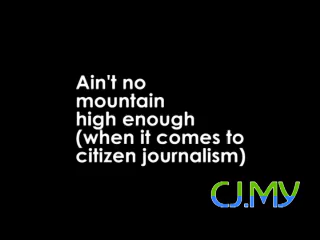 Ain't no
mountain
high enough
(when it comes to
citizen journalism)
CJ.MY